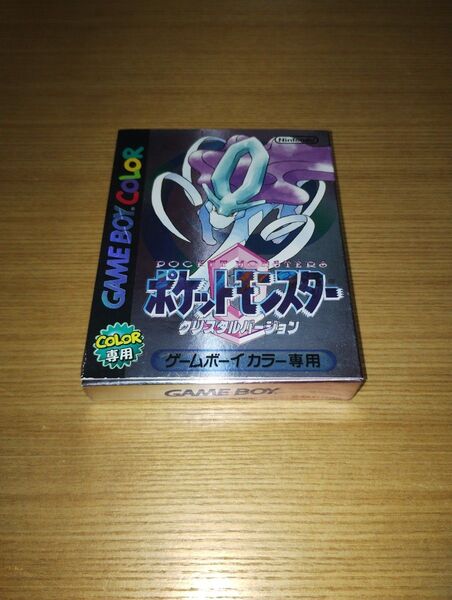 Nintendo
GAME BOY COLOR
POCKET MONSTERS
ポケットモンスター
クリスタルバージョン
COLOR
専用
ゲームボーイカラー専用
GAME BOY